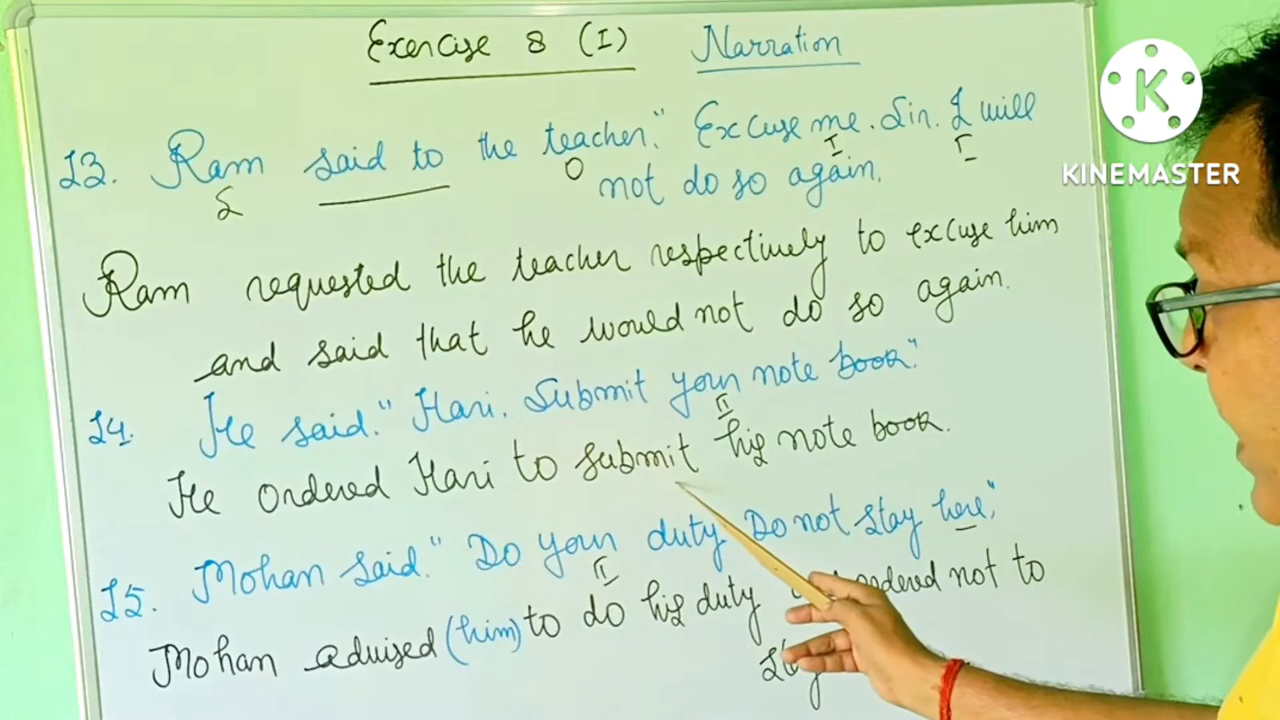 Exercise 8 (I) Narration
13. Ram said to the teacher." Excuse me. Sir. I will
S O I I
not do so again.
Ram requested the teacher respectively to excuse him
and said that he would not do so again.
14. He said." Hari. Submit your note book."
II
He ordered Hari to submit his note book.
15. Mohan said." Do your duty Do not stay here."
II
Mohan advised (him) to do his duty ordered not to
K
KINEMASTER